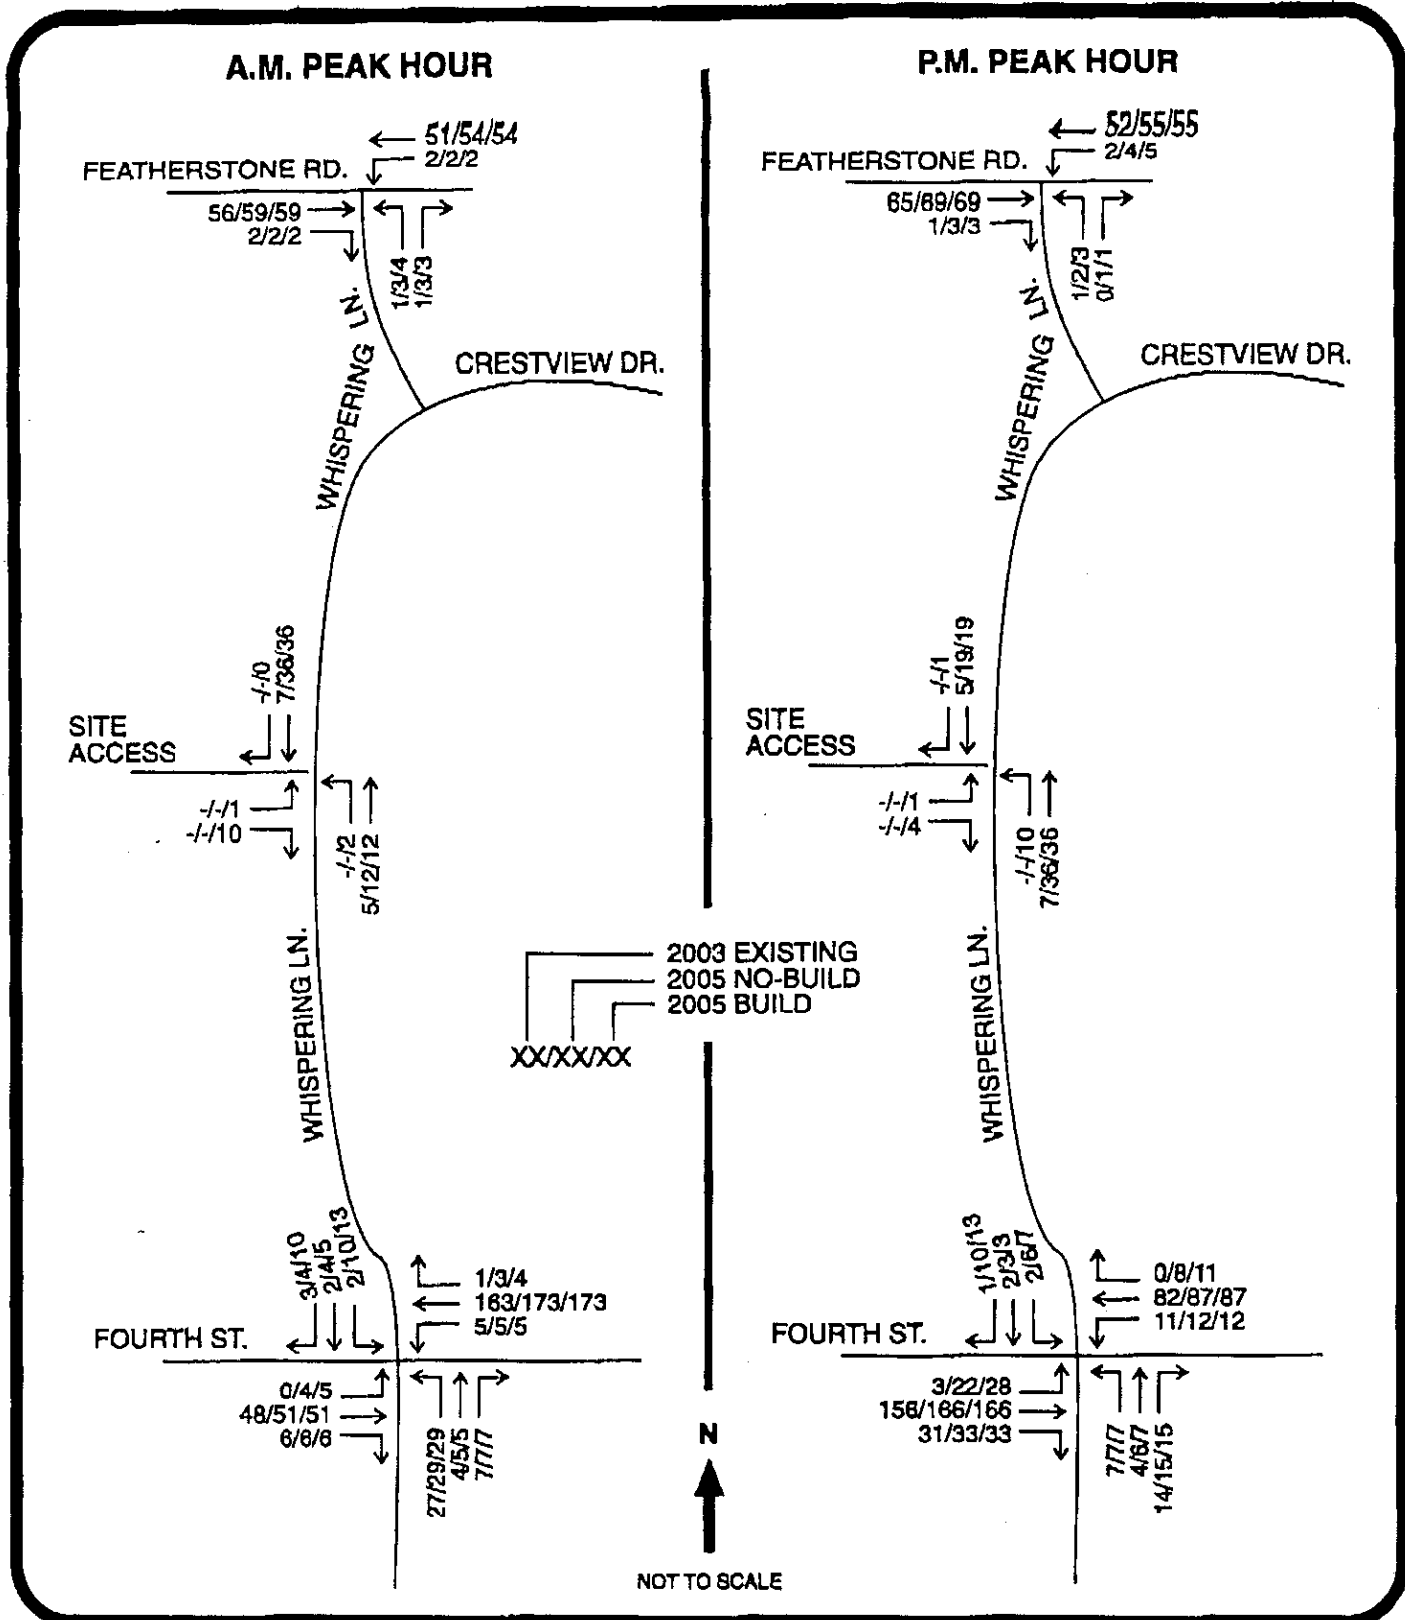 A.M. PEAK HOUR
51/54/54
2/2/2
FEATHERSTONE RD.
56/59/59
2/2/2
1/3/4
1/3/3
WHISPERING LN.
CRESTVIEW DR.
-/-/0
7/36/36
SITE
ACCESS
-/-/1
-/-/10
-/-/2
5/12/12
WHISPERING LN.
3/4/10
2/4/5
2/10/13
1/3/4
163/173/173
5/5/5
FOURTH ST.
0/4/5
48/51/51
6/6/6
27/29/29
4/5/5
7/7/7
2003 EXISTING
2005 NO-BUILD
2005 BUILD
XX/XX/XX
N
NOT TO SCALE
P.M. PEAK HOUR
52/55/55
2/4/5
FEATHERSTONE RD.
65/69/69
1/3/3
1/2/3
0/1/1
WHISPERING LN.
CRESTVIEW DR.
-/-/1
5/19/19
SITE
ACCESS
-/-/1
-/-/4
-/-/10
7/36/36
WHISPERING LN.
1/10/13
2/3/3
2/6/7
0/8/11
82/87/87
11/12/12
FOURTH ST.
3/22/28
156/166/166
31/33/33
7/7/7
4/6/7
14/15/15